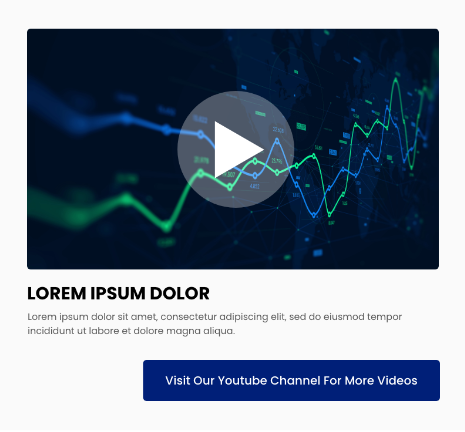 LOREM IPSUM DOLOR
Lorem ipsum dolor sit amet, consectetur adipiscing elit, sed do eiusmod tempor
incididunt ut labore et dolore magna aliqua.
Visit Our Youtube Channel For More Videos